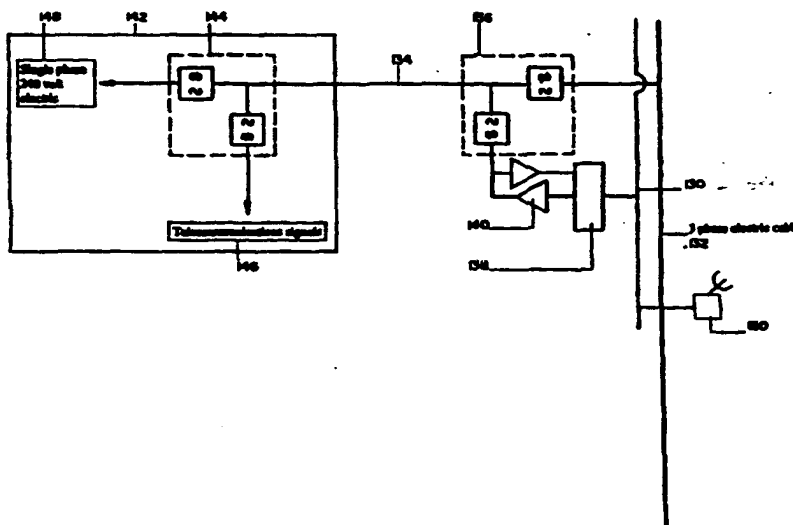 148
142
144
136
Single phase
240 volt
electric
134
130
3 phase electric cable
132
140
138
Telecommunications signals
146
150